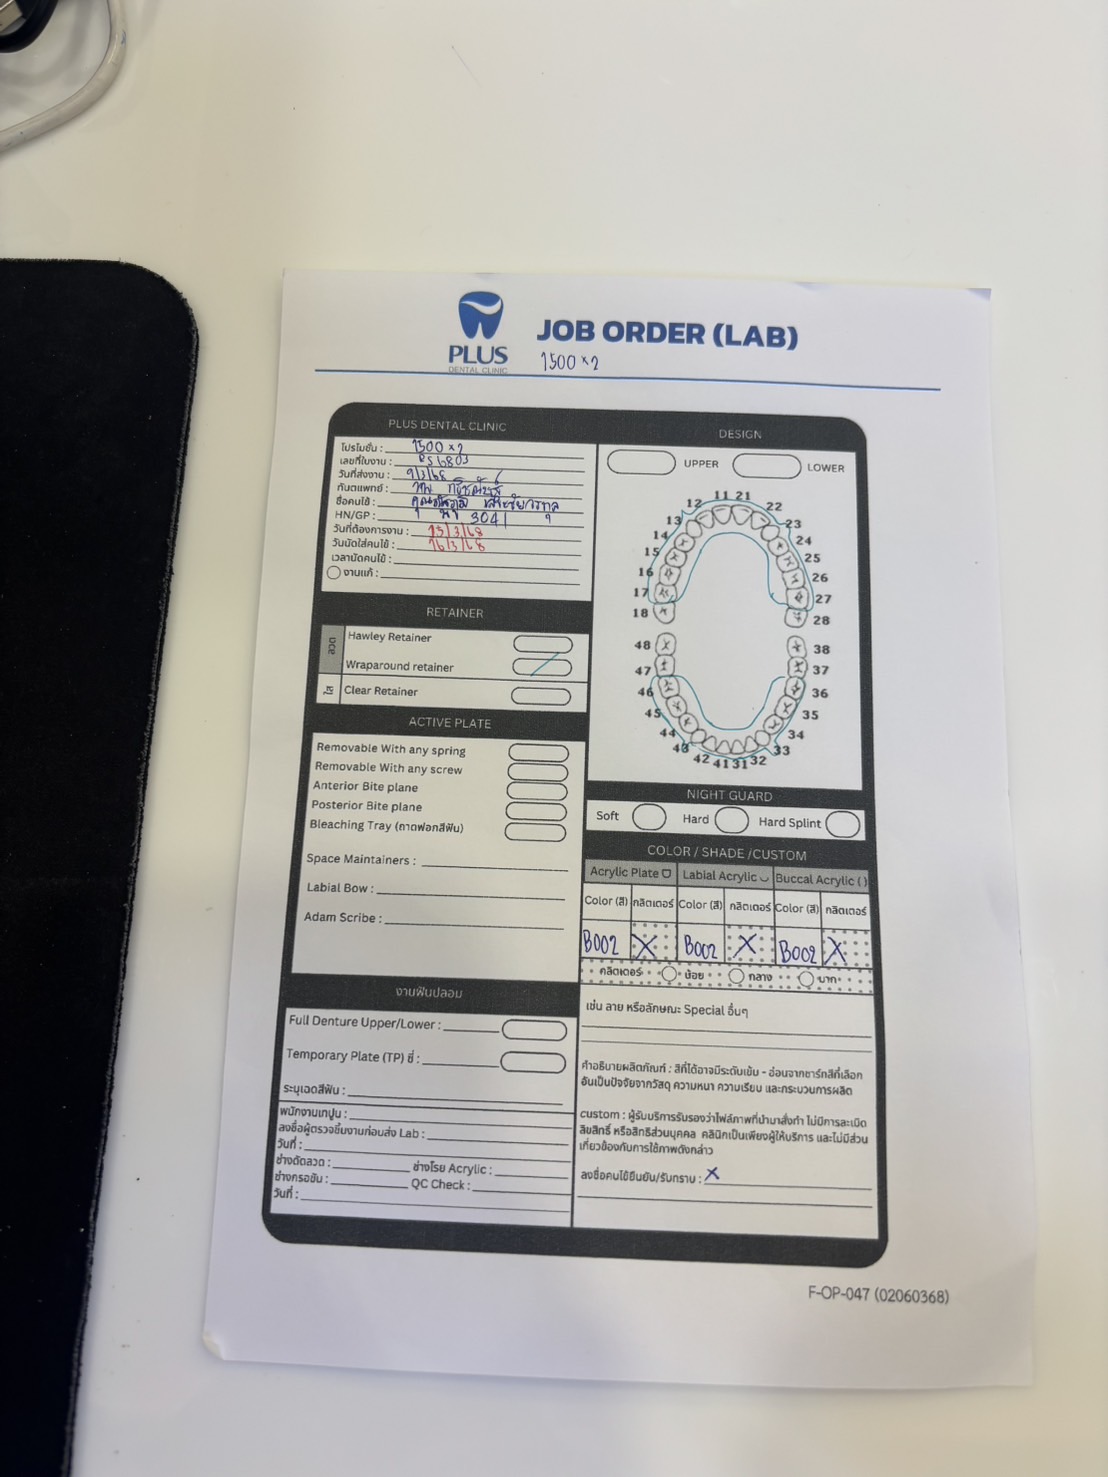 PLUS
DENTAL CLINIC
JOB ORDER (LAB)
1500 x 2
PLUS DENTAL CLINIC
โปรโมชั่น : 1500 x 2
เลขที่ใบงาน : PS6803
วันที่ส่งงาน : 9/3/68
ทันตแพทย์ :
ชื่อคนไข้ :
HN/GP : 3041
วันที่ต้องการงาน : 15/3/68
วันนัดใส่คนไข้ : 16/3/68
เวลานัดคนไข้ :
งานแก้ :
RETAINER
ลวด
Hawley Retainer
Wraparound retainer
ใส
Clear Retainer
ACTIVE PLATE
Removable With any spring
Removable With any screw
Anterior Bite plane
Posterior Bite plane
Bleaching Tray (ถาดฟอกสีฟัน)
Space Maintainers :
Labial Bow :
Adam Scribe :
งานฟันปลอม
Full Denture Upper/Lower :
Temporary Plate (TP) ซี่ :
ระบุเฉดสีฟัน :
พนักงานเทปูน :
ลงชื่อผู้ตรวจชิ้นงานก่อนส่ง Lab :
วันที่ :
ช่างดัดลวด : ช่างโรย Acrylic :
ช่างกรอขัด : QC Check :
วันที่ :
DESIGN
UPPER LOWER
11 21
12 22
13 23
14 24
15 25
16 26
17 27
18 28
48 38
47 37
46 36
45 35
44 34
43 33
42 41 31 32
NIGHT GUARD
Soft Hard Hard Splint
COLOR / SHADE /CUSTOM
Acrylic Plate Labial Acrylic Buccal Acrylic ( )
Color (สี) กลิตเตอร์ Color (สี) กลิตเตอร์ Color (สี) กลิตเตอร์
B002 X B002 X B002 X
กลิตเตอร์ น้อย กลาง มาก
เช่น ลาย หรือลักษณะ Special อื่นๆ
คำอธิบายผลิตภัณฑ์ : สีที่ได้อาจมีระดับเข้ม - อ่อนจากชาร์ทสีที่เลือก
อันเป็นปัจจัยจากวัสดุ ความหนา ความเรียบ และกระบวนการผลิต
custom : ผู้รับบริการรับรองว่าไฟล์ภาพที่นำมาสั่งทำ ไม่มีการละเมิด
ลิขสิทธิ์ หรือสิทธิส่วนบุคคล คลินิกเป็นเพียงผู้ให้บริการ และไม่มีส่วน
เกี่ยวข้องกับการใช้ภาพดังกล่าว
ลงชื่อคนไข้ยืนยัน/รับทราบ : X
F-OP-047 (02060368)